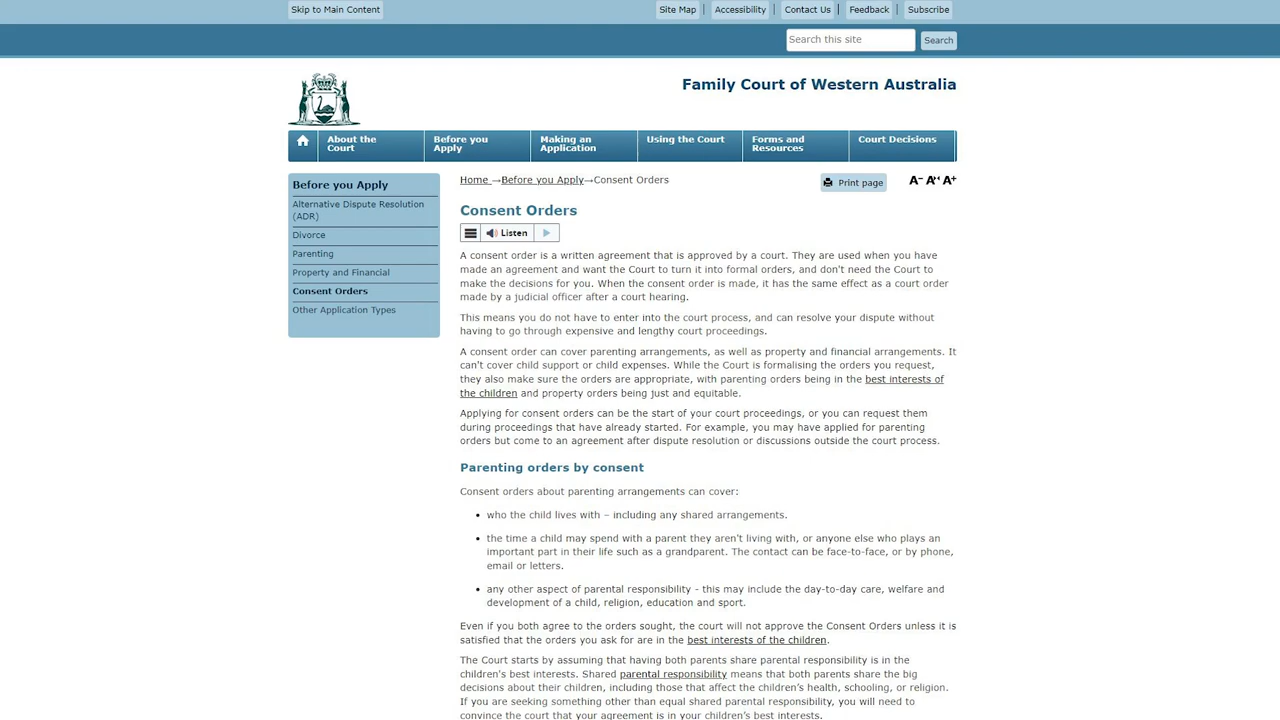 Skip to Main Content
Site Map | Accessibility | Contact Us | Feedback | Subscribe
Search this site Search
Family Court of Western Australia
About the Court
Before you Apply
Making an Application
Using the Court
Forms and Resources
Court Decisions
Before you Apply
Alternative Dispute Resolution
(ADR)
Divorce
Parenting
Property and Financial
Consent Orders
Other Application Types
Home →Before you Apply→Consent Orders
Print page
A- A A+
Consent Orders
Listen
A consent order is a written agreement that is approved by a court. They are used when you have
made an agreement and want the Court to turn it into formal orders, and don't need the Court to
make the decisions for you. When the consent order is made, it has the same effect as a court order
made by a judicial officer after a court hearing.
This means you do not have to enter into the court process, and can resolve your dispute without
having to go through expensive and lengthy court proceedings.
A consent order can cover parenting arrangements, as well as property and financial arrangements. It
can't cover child support or child expenses. While the Court is formalising the orders you request,
they also make sure the orders are appropriate, with parenting orders being in the best interests of
the children and property orders being just and equitable.
Applying for consent orders can be the start of your court proceedings, or you can request them
during proceedings that have already started. For example, you may have applied for parenting
orders but come to an agreement after dispute resolution or discussions outside the court process.
Parenting orders by consent
Consent orders about parenting arrangements can cover:
• who the child lives with – including any shared arrangements.
• the time a child may spend with a parent they aren't living with, or anyone else who plays an
important part in their life such as a grandparent. The contact can be face-to-face, or by phone,
email or letters.
• any other aspect of parental responsibility - this may include the day-to-day care, welfare and
development of a child, religion, education and sport.
Even if you both agree to the orders sought, the court will not approve the Consent Orders unless it is
satisfied that the orders you ask for are in the best interests of the children.
The Court starts by assuming that having both parents share parental responsibility is in the
children's best interests. Shared parental responsibility means that both parents share the big
decisions about their children, including those that affect the children's health, schooling, or religion.
If you are seeking something other than equal shared parental responsibility, you will need to
convince the court that your agreement is in your children's best interests.